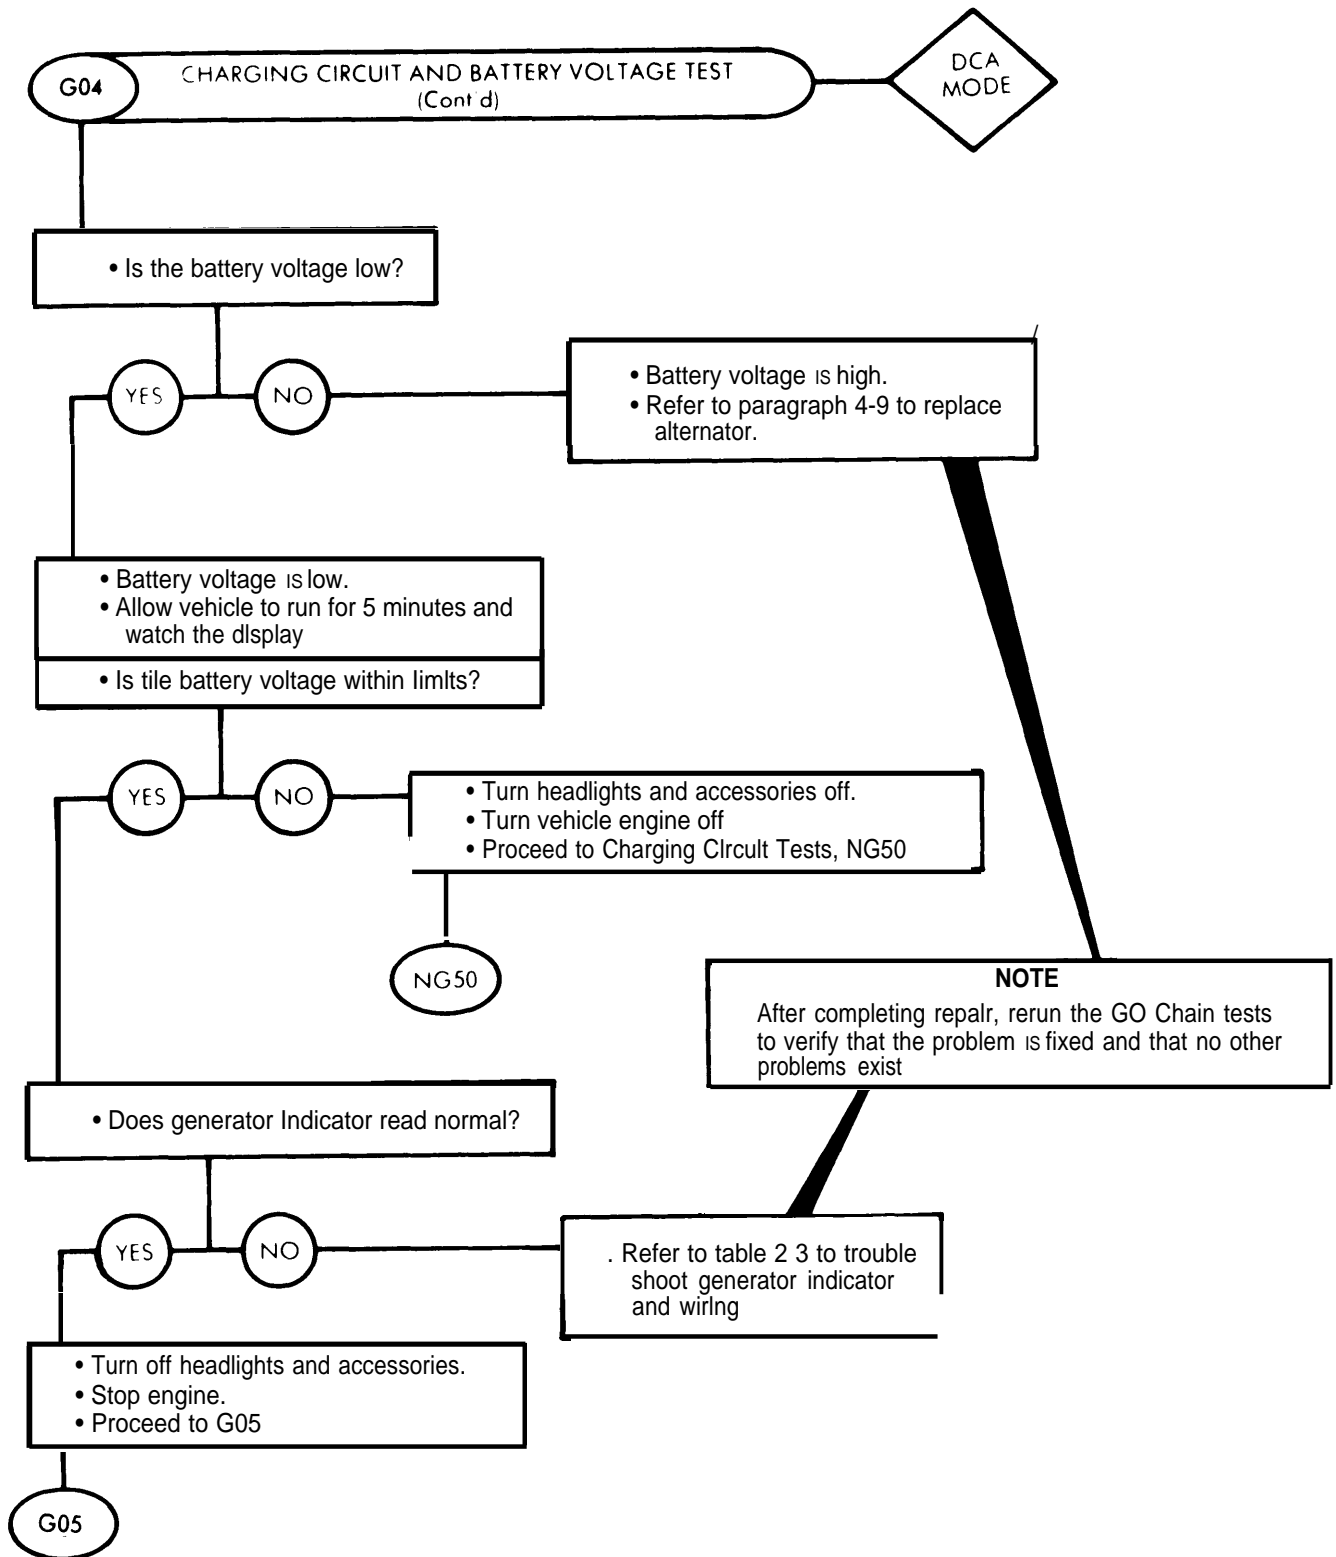 G04
CHARGING CIRCUIT AND BATTERY VOLTAGE TEST
(Cont'd)
DCA
MODE
• Is the battery voltage low?
YES
NO
• Battery voltage IS high.
• Refer to paragraph 4-9 to replace
alternator.
• Battery voltage IS low.
• Allow vehicle to run for 5 minutes and
watch the dIsplay
• Is tile battery voltage within IimIts?
YES
NO
• Turn headlights and accessories off.
• Turn vehicle engine off
• Proceed to Charging CIrcuIt Tests, NG50
NG50
NOTE
After completing repaIr, rerun the GO Chain tests
to verify that the problem IS fixed and that no other
problems exist
• Does generator Indicator read normal?
YES
NO
. Refer to table 2 3 to trouble
shoot generator indicator
and wirIng
• Turn off headlights and accessories.
• Stop engine.
• Proceed to G05
G05